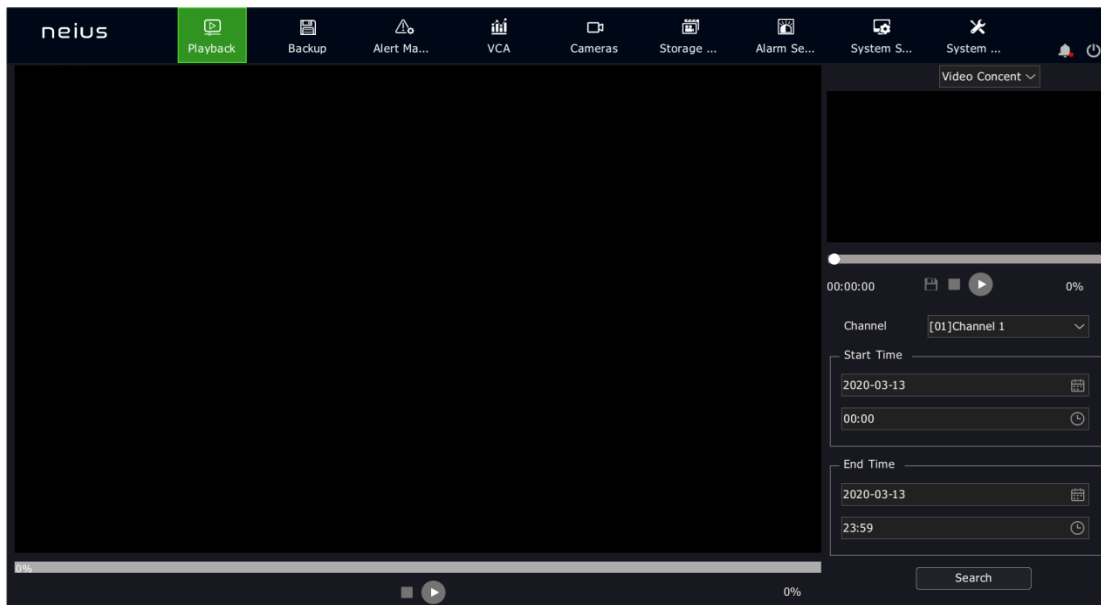 neius
Playback
Backup
Alert Ma...
VCA
Cameras
Storage ...
Alarm Se...
System S...
System ...
Video Concent
00:00:00
0%
Channel
[01]Channel 1
Start Time
2020-03-13
00:00
End Time
2020-03-13
23:59
Search
0%
0%